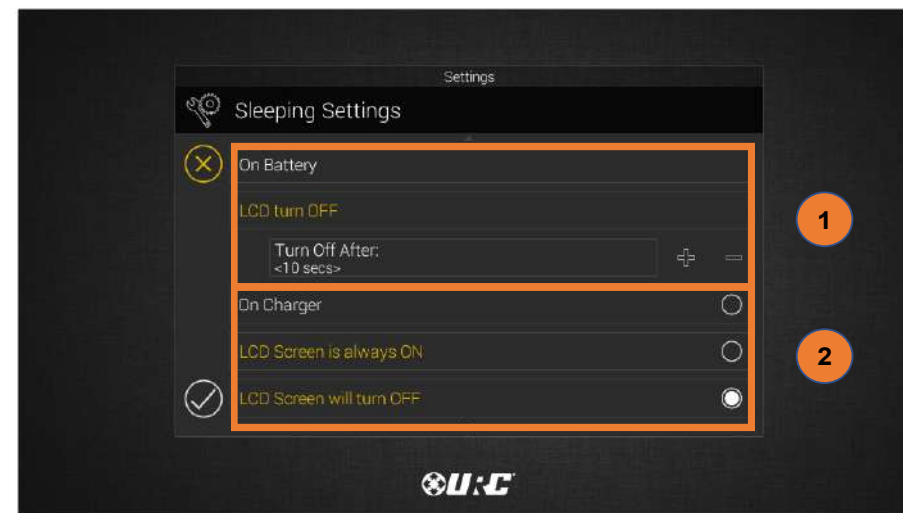 Settings
Sleeping Settings
On Battery
LCD turn OFF
1
Turn Off After:
<10 secs>
On Charger
LCD Screen is always ON
2
LCD Screen will turn OFF
URC